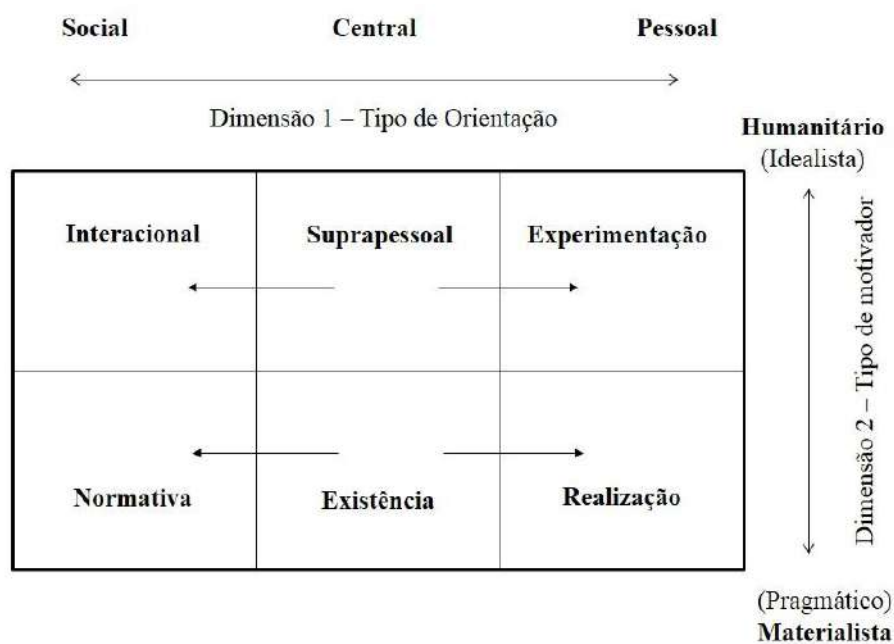 Social Central Pessoal
Dimensão 1 – Tipo de Orientação
Humanitário
(Idealista)
Interacional Suprapessoal Experimentação
Dimensão 2 – Tipo de motivador
Normativa Existência Realização
(Pragmático)
Materialista